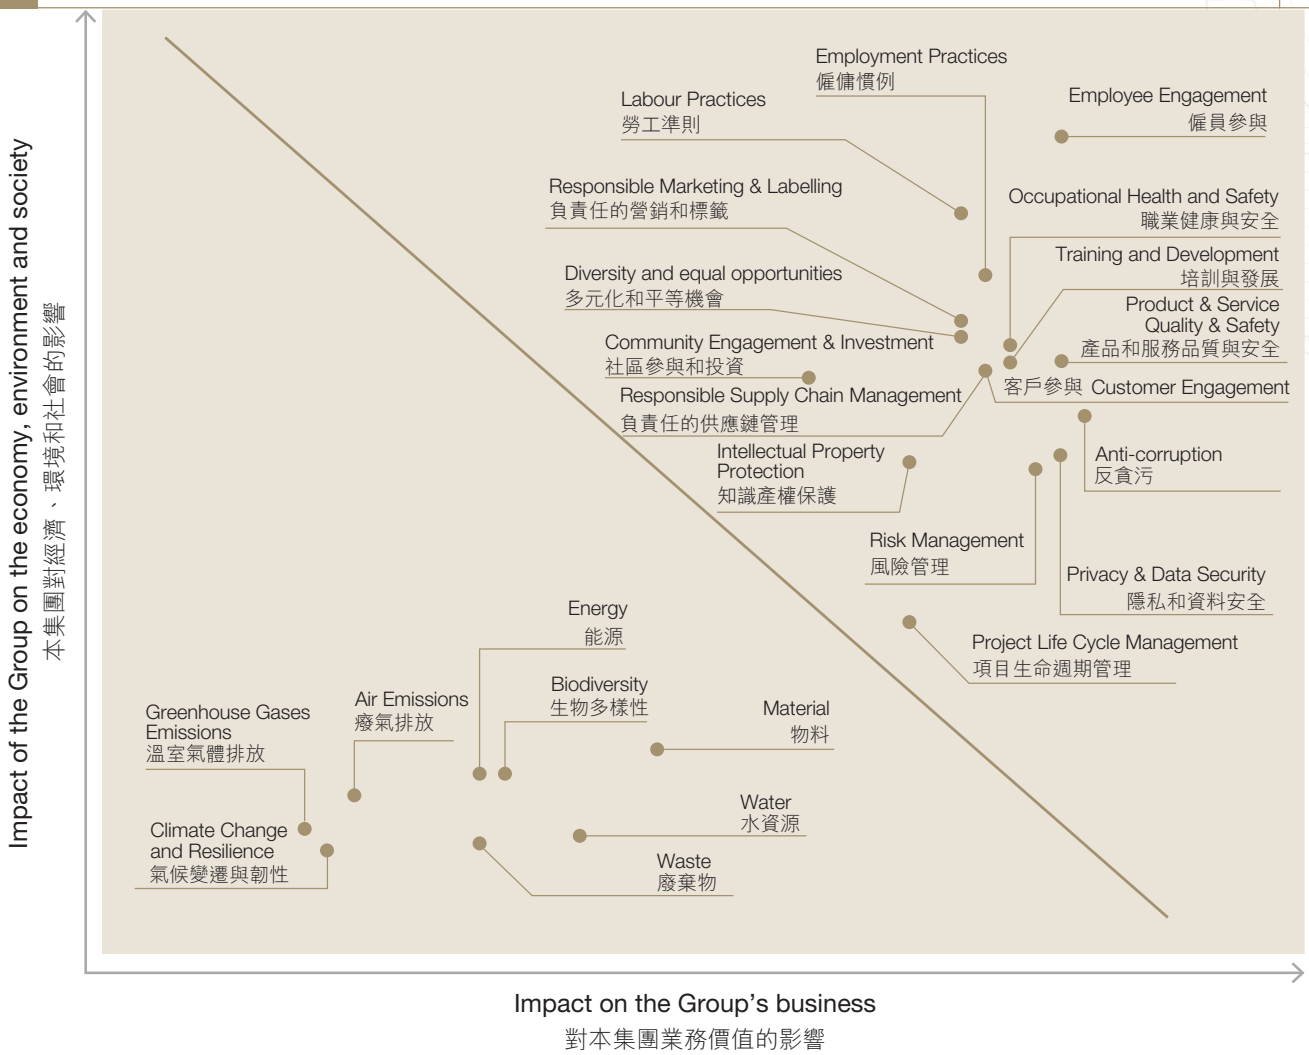 Impact of the Group on the economy, environment and society
本集團對經濟、環境和社會的影響
Employment Practices
僱傭慣例
Employee Engagement
僱員參與
Labour Practices
勞工準則
Responsible Marketing & Labelling
負責任的營銷和標籤
Occupational Health and Safety
職業健康與安全
Training and Development
培訓與發展
Diversity and equal opportunities
多元化和平等機會
Product & Service
Quality & Safety
產品和服務品質與安全
Community Engagement & Investment
社區參與和投資
客戶參與 Customer Engagement
Responsible Supply Chain Management
負責任的供應鏈管理
Intellectual Property
Protection
知識產權保護
Anti-corruption
反貪污
Risk Management
風險管理
Privacy & Data Security
隱私和資料安全
Project Life Cycle Management
項目生命週期管理
Energy
能源
Biodiversity
生物多樣性
Air Emissions
癈氣排放
Greenhouse Gases
Emissions
溫室氣體排放
Material
物料
Water
水資源
Climate Change
and Resilience
氣候變遷與韌性
Waste
廢棄物
Impact on the Group’s business
對本集團業務價值的影響